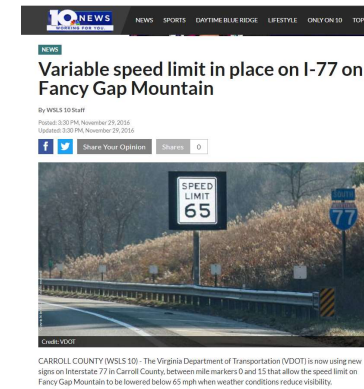 10 NEWS
WORKING FOR YOU.
NEWS SPORTS DAYTIME BLUE RIDGE LIFESTYLE ONLY ON 10 TOP
NEWS
Variable speed limit in place on I-77 on
Fancy Gap Mountain
By WSLS 10 Staff
Posted: 3:30 PM, November 29, 2016
Updated: 3:30 PM, November 29, 2016
f Share Your Opinion Shares 0
SPEED
LIMIT
65
SOUTH
77
Credit: VDOT
CARROLL COUNTY (WSLS 10) - The Virginia Department of Transportation (VDOT) is now using new
signs on Interstate 77 in Carroll County, between mile markers 0 and 15 that allow the speed limit on
Fancy Gap Mountain to be lowered below 65 mph when weather conditions reduce visibility.